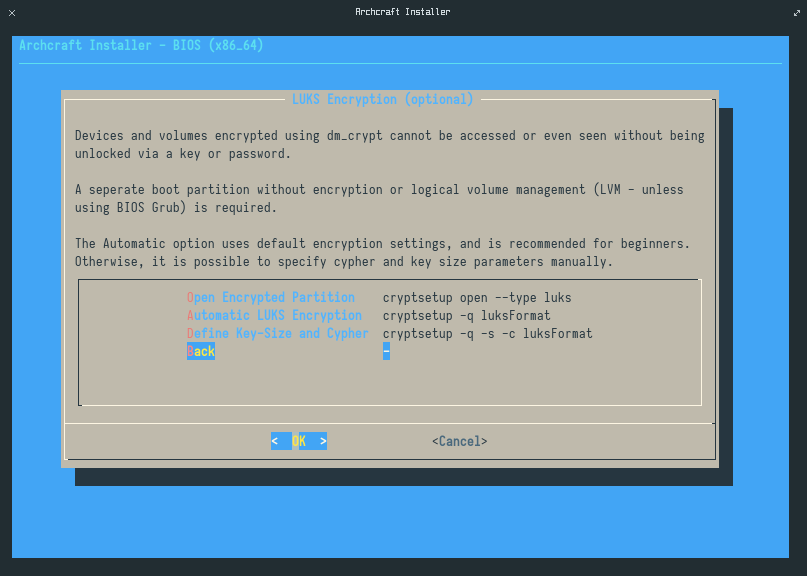 Archcraft Installer
Archcraft Installer - BIOS (x86_64)
LUKS Encryption (optional)
Devices and volumes encrypted using dm_crypt cannot be accessed or even seen without being
unlocked via a key or password.
A seperate boot partition without encryption or logical volume management (LVM - unless
using BIOS Grub) is required.
The Automatic option uses default encryption settings, and is recommended for beginners.
Otherwise, it is possible to specify cypher and key size parameters manually.
Open Encrypted Partition cryptsetup open --type luks
Automatic LUKS Encryption cryptsetup -q luksFormat
Define Key-Size and Cypher cryptsetup -q -s -c luksFormat
Back -
< OK > <Cancel>